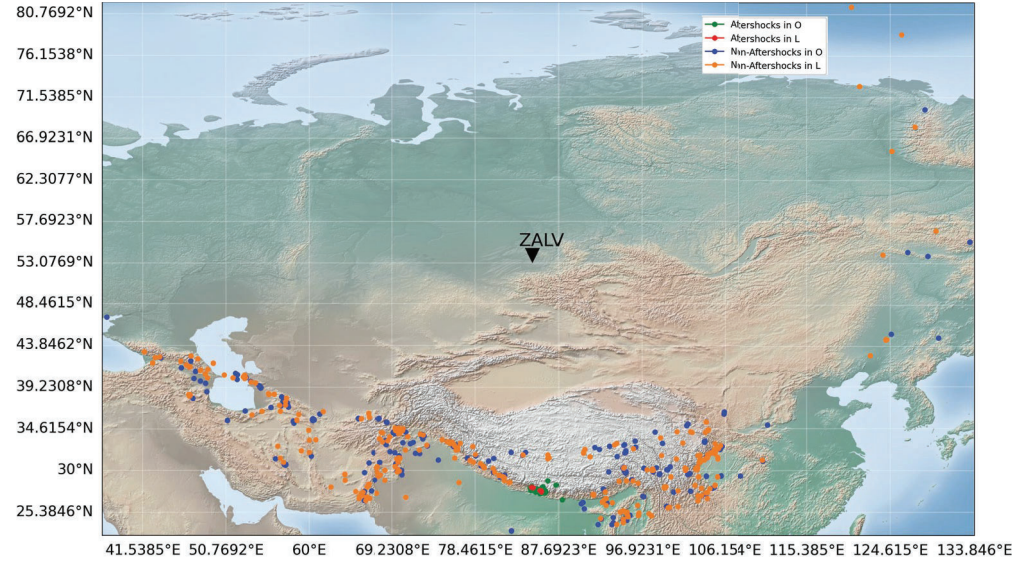 80.7692°N
76.1538°N
71.5385°N
66.9231°N
62.3077°N
57.6923°N
53.0769°N
48.4615°N
43.8462°N
39.2308°N
34.6154°N
30°N
25.3846°N
Aftershocks in O
Aftershocks in L
Non-Aftershocks in O
Non-Aftershocks in L
ZALV
41.5385°E 50.7692°E 60°E 69.2308°E 78.4615°E 87.6923°E 96.9231°E 106.154°E 115.385°E 124.615°E 133.846°E